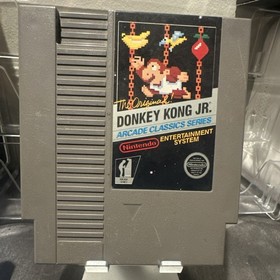 The Original!
DONKEY KONG JR.
ARCADE CLASSICS SERIES
Nintendo
ENTERTAINMENT
SYSTEM